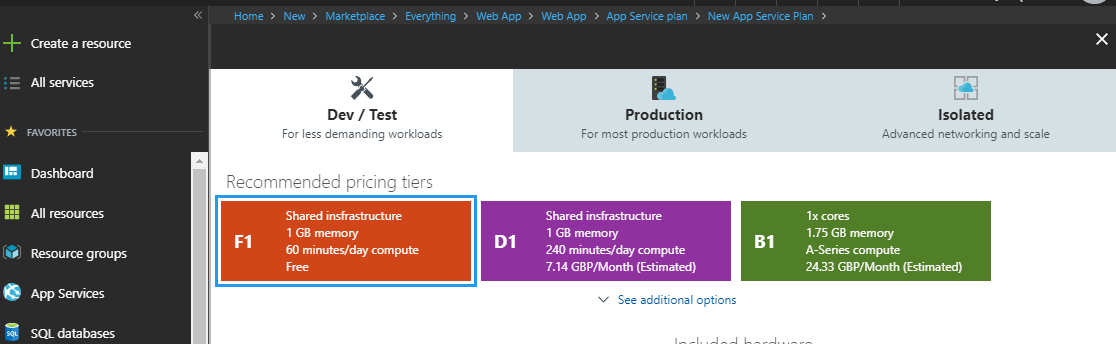 Home > New > Marketplace > Everything > Web App > Web App > App Service plan > New App Service Plan >
Create a resource
All services
FAVORITES
Dashboard
All resources
Resource groups
App Services
SQL databases
Dev / Test
For less demanding workloads
Production
For most production workloads
Isolated
Advanced networking and scale
Recommended pricing tiers
F1
Shared insfrastructure
1 GB memory
60 minutes/day compute
Free
D1
Shared insfrastructure
1 GB memory
240 minutes/day compute
7.14 GBP/Month (Estimated)
B1
1x cores
1.75 GB memory
A-Series compute
24.33 GBP/Month (Estimated)
See additional options
Included hardware